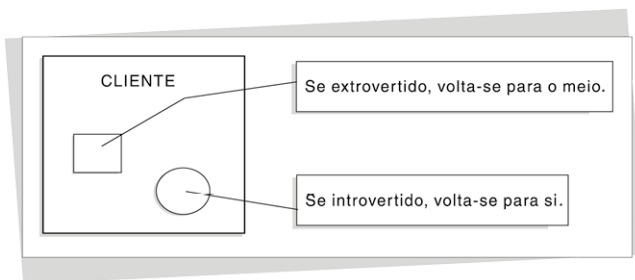 CLIENTE
Se extrovertido, volta-se para o meio.
Se introvertido, volta-se para si.